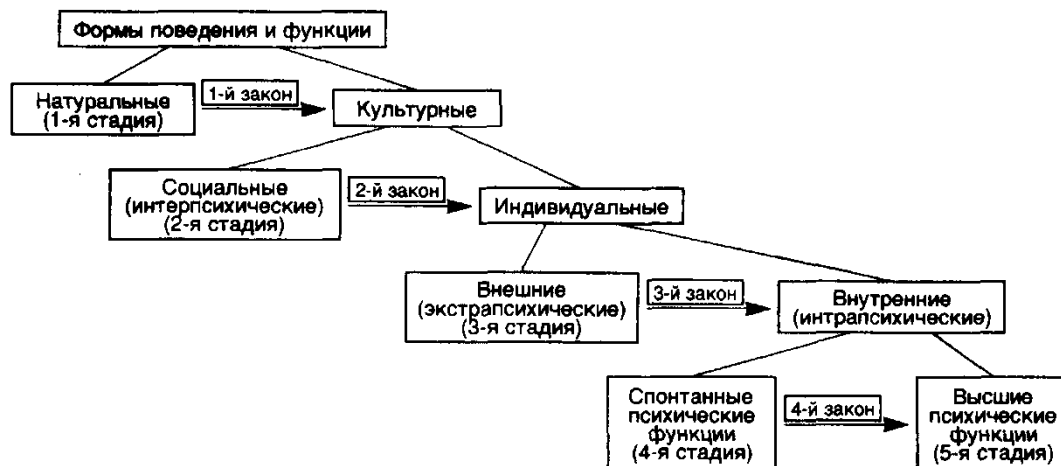 Формы поведения и функции
Натуральные
(1-я стадия)
1-й закон
Культурные
Социальные
(интерпсихические)
(2-я стадия)
2-й закон
Индивидуальные
Внешние
(экстрапсихические)
(3-я стадия)
3-й закон
Внутренние
(интрапсихические)
Спонтанные
психические
функции
(4-я стадия)
4-й закон
Высшие
психические
функции
(5-я стадия)